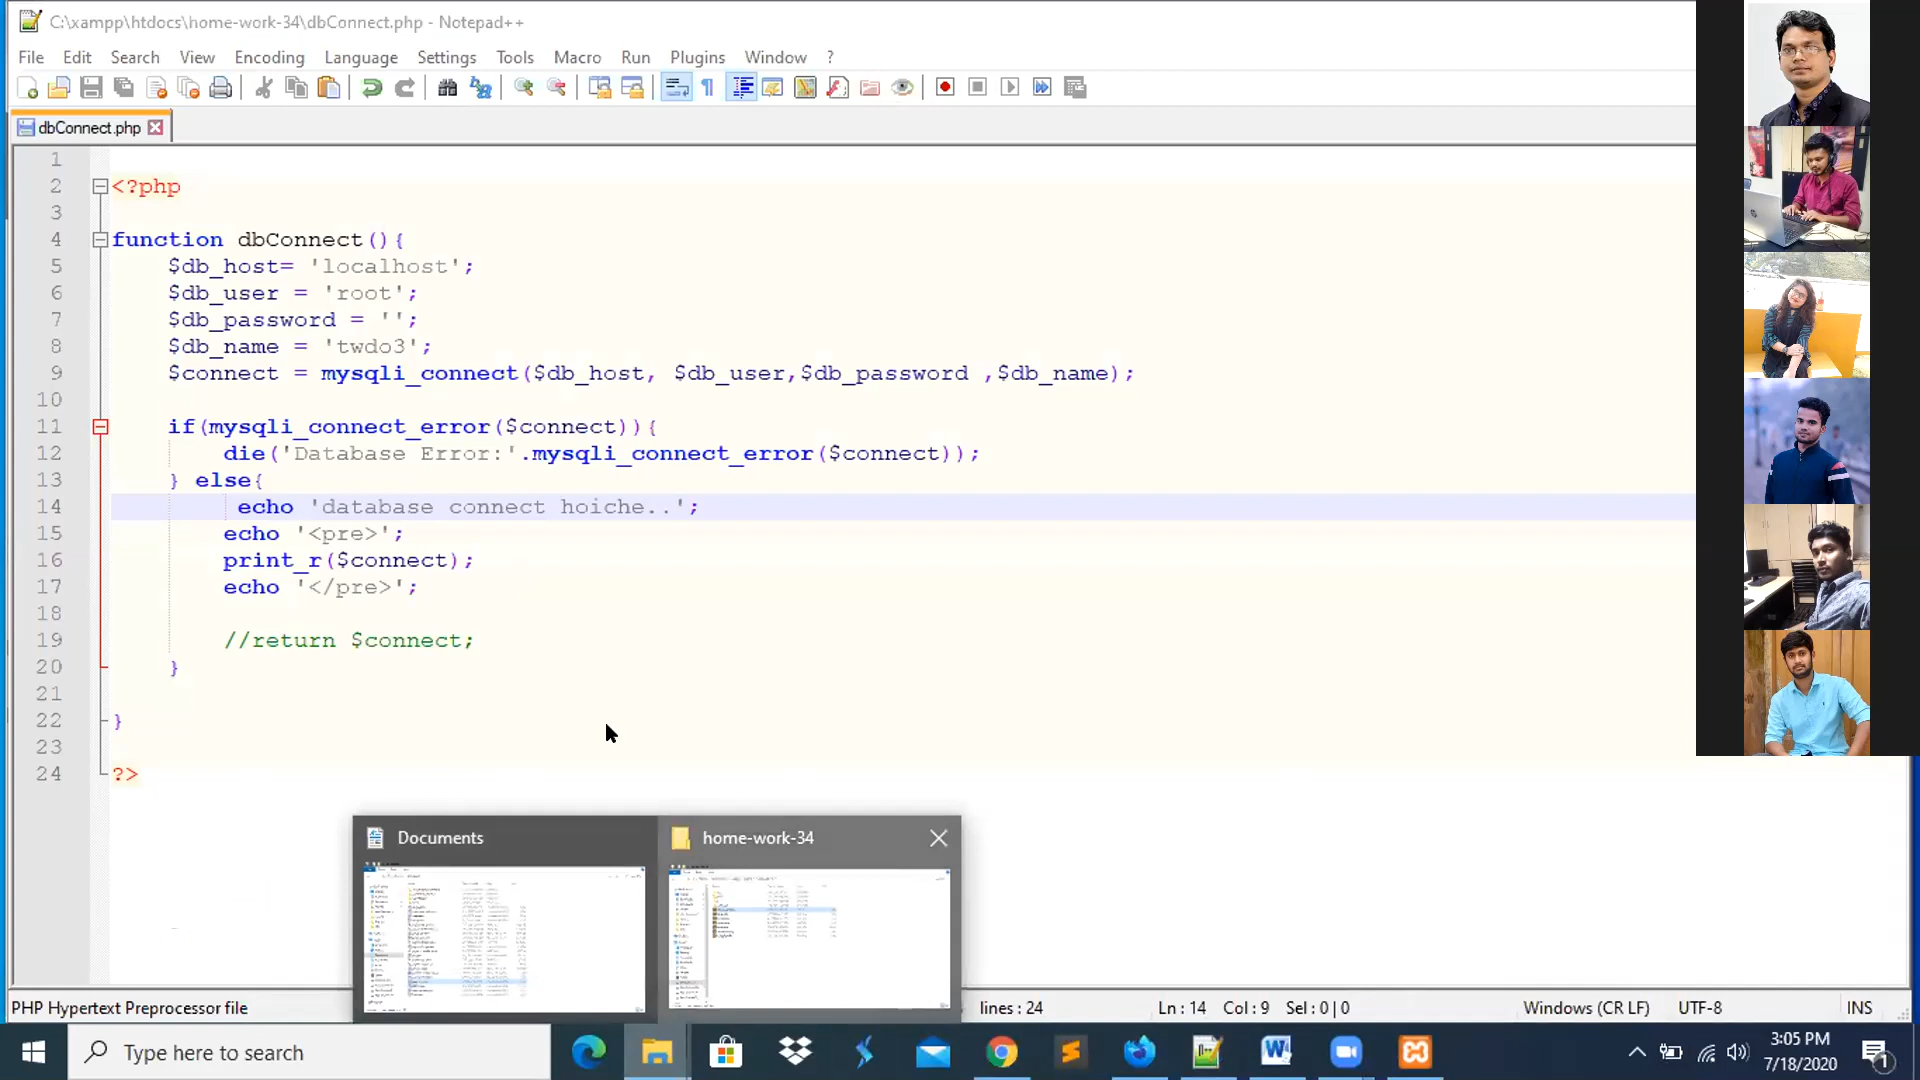 C:\xampp\htdocs\home-work-34\dbConnect.php - Notepad++
File Edit Search View Encoding Language Settings Tools Macro Run Plugins Window ?
dbConnect.php
1
2 <?php
3
4 function dbConnect(){
5 $db_host= 'localhost';
6 $db_user = 'root';
7 $db_password = '';
8 $db_name = 'twdo3';
9 $connect = mysqli_connect($db_host, $db_user,$db_password ,$db_name);
10
11 if(mysqli_connect_error($connect)){
12 die('Database Error:'.mysqli_connect_error($connect));
13 } else{
14 echo 'database connect hoiche..';
15 echo '<pre>';
16 print_r($connect);
17 echo '</pre>';
18
19 //return $connect;
20 }
21
22 }
23
24 ?>
Documents home-work-34
PHP Hypertext Preprocessor file lines : 24 Ln : 14 Col : 9 Sel : 0 | 0 Windows (CR LF) UTF-8 INS
Type here to search
3:05 PM
7/18/2020
1